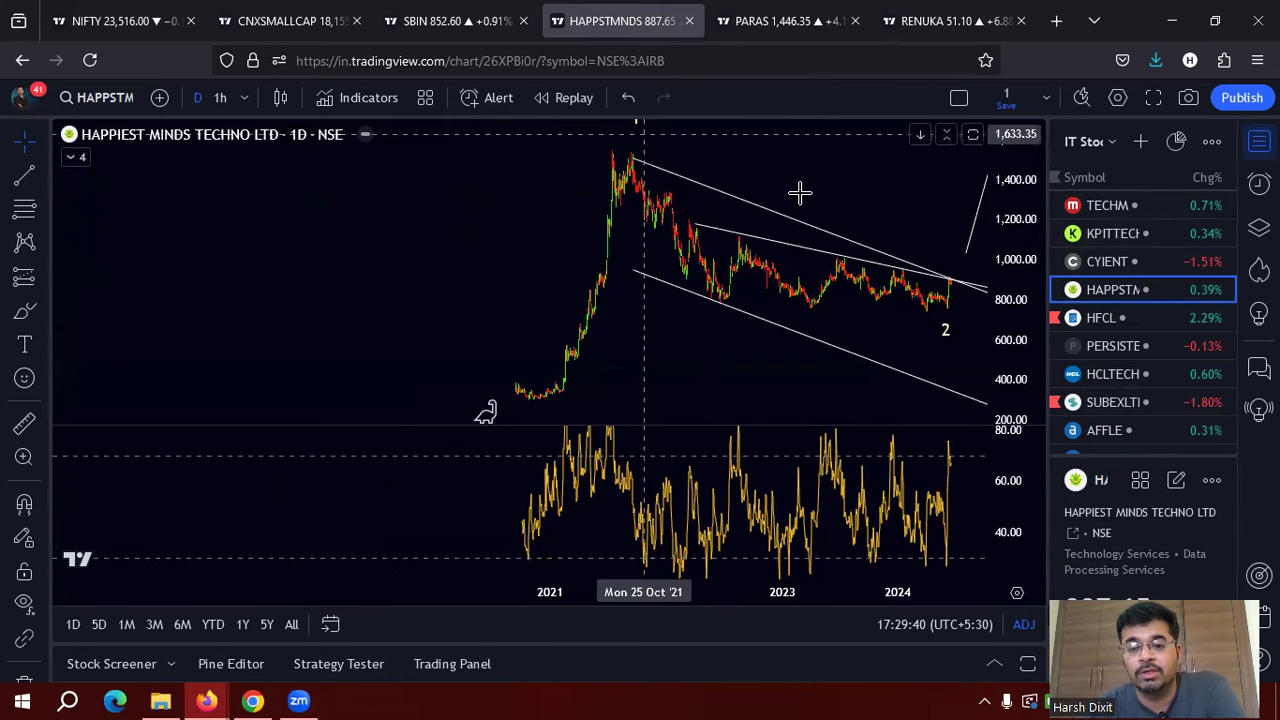 NIFTY 23,516.00 ▼ −0.
CNXSMALLCAP 18,155
SBIN 852.60 ▲ +0.91%
HAPPSTMNDS 887.65
PARAS 1,446.35 ▲ +4.1
RENUKA 51.10 ▲ +6.88
https://in.tradingview.com/chart/26XPBi0r/?symbol=NSE%3AIRB
H
41
HAPPSTM
D
1h
Indicators
Alert
Replay
1
Save
Publish
HAPPIEST MINDS TECHNO LTD · 1D · NSE
4
1,633.35
1,400.00
1,200.00
1,000.00
800.00
600.00
400.00
200.00
2
80.00
60.00
40.00
2021
Mon 25 Oct '21
2023
2024
IT Stoc
Symbol
Chg%
TECHM
0.71%
KPITTECH
0.34%
CYIENT
−1.51%
HAPPSTM
0.39%
HFCL
2.29%
PERSISTE
−0.13%
HCLTECH
0.60%
SUBEXLTI
−1.80%
AFFLE
0.31%
HAPPIEST MINDS TECHNO LTD
NSE
Technology Services • Data
Processing Services
1D
5D
1M
3M
6M
YTD
1Y
5Y
All
17:29:40 (UTC+5:30)
ADJ
Stock Screener
Pine Editor
Strategy Tester
Trading Panel
zm
Harsh Dixit